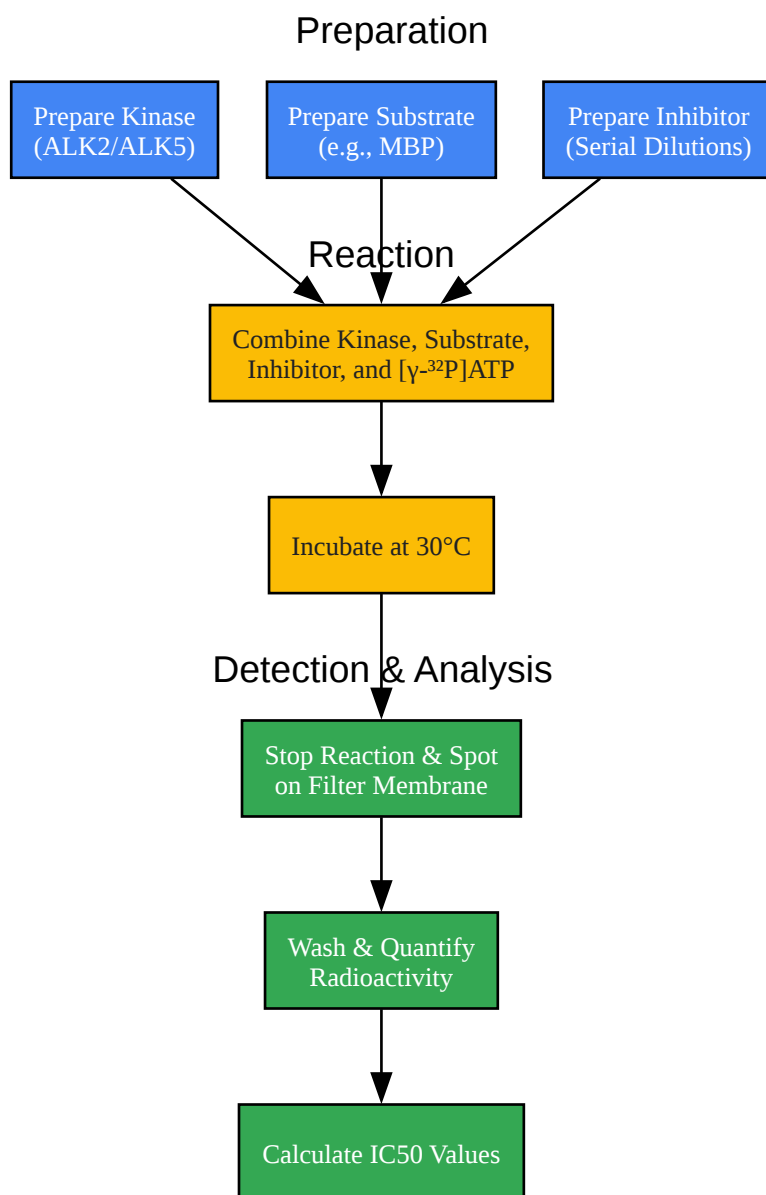 Preparation
Prepare Kinase
(ALK2/ALK5)
Prepare Substrate
(e.g., MBP)
Prepare Inhibitor
(Serial Dilutions)
Reaction
Combine Kinase, Substrate,
Inhibitor, and [γ-³²P]ATP
Incubate at 30°C
Detection & Analysis
Stop Reaction & Spot
on Filter Membrane
Wash & Quantify
Radioactivity
Calculate IC50 Values